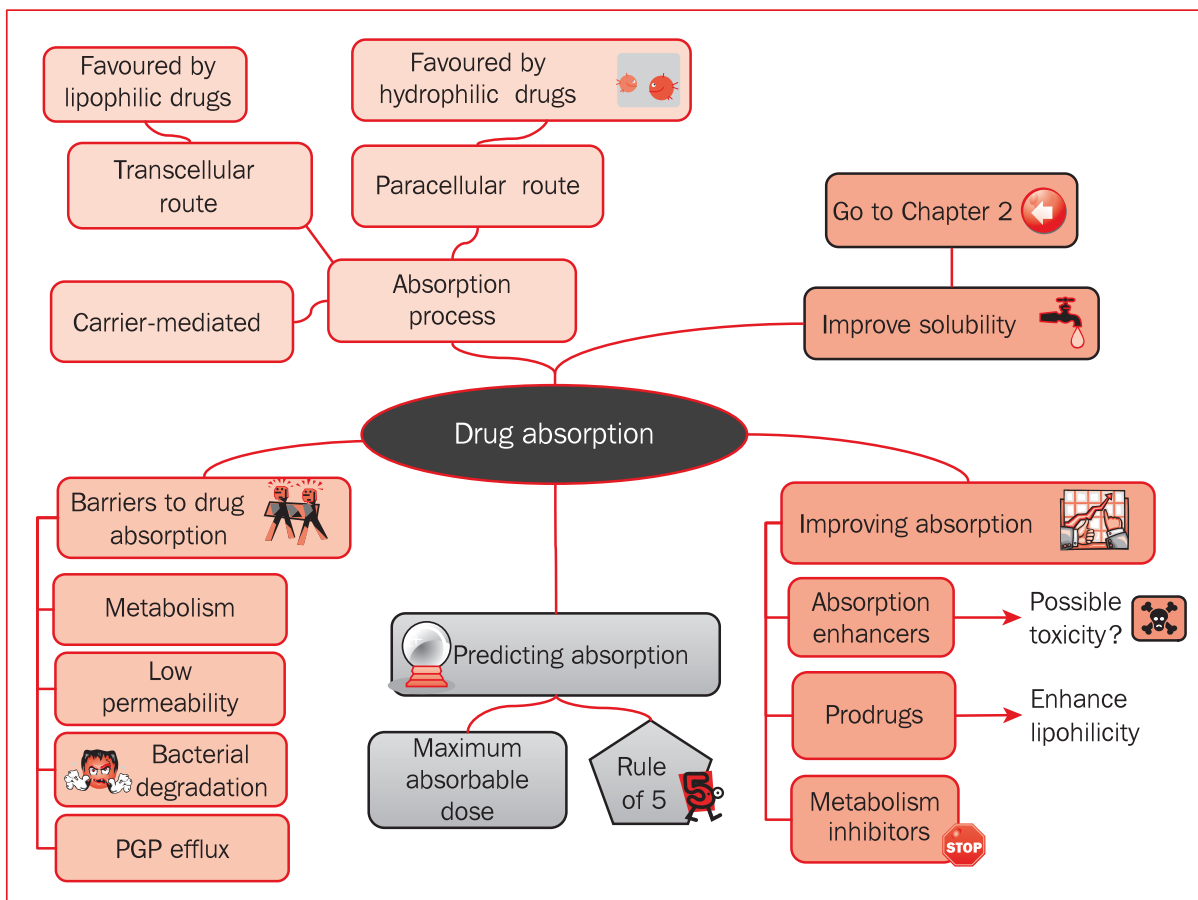 Favoured by
lipophilic drugs
Favoured by
hydrophilic drugs
Transcellular
route
Paracellular route
Go to Chapter 2
Carrier-mediated
Absorption
process
Improve solubility
Drug absorption
Barriers to drug
absorption
Metabolism
Low
permeability
Bacterial
degradation
PGP efflux
Predicting absorption
Maximum
absorbable
dose
Rule
of 5
5
Improving absorption
Absorption
enhancers
Possible
toxicity?
Prodrugs
Enhance
lipohilicity
Metabolism
inhibitors
STOP